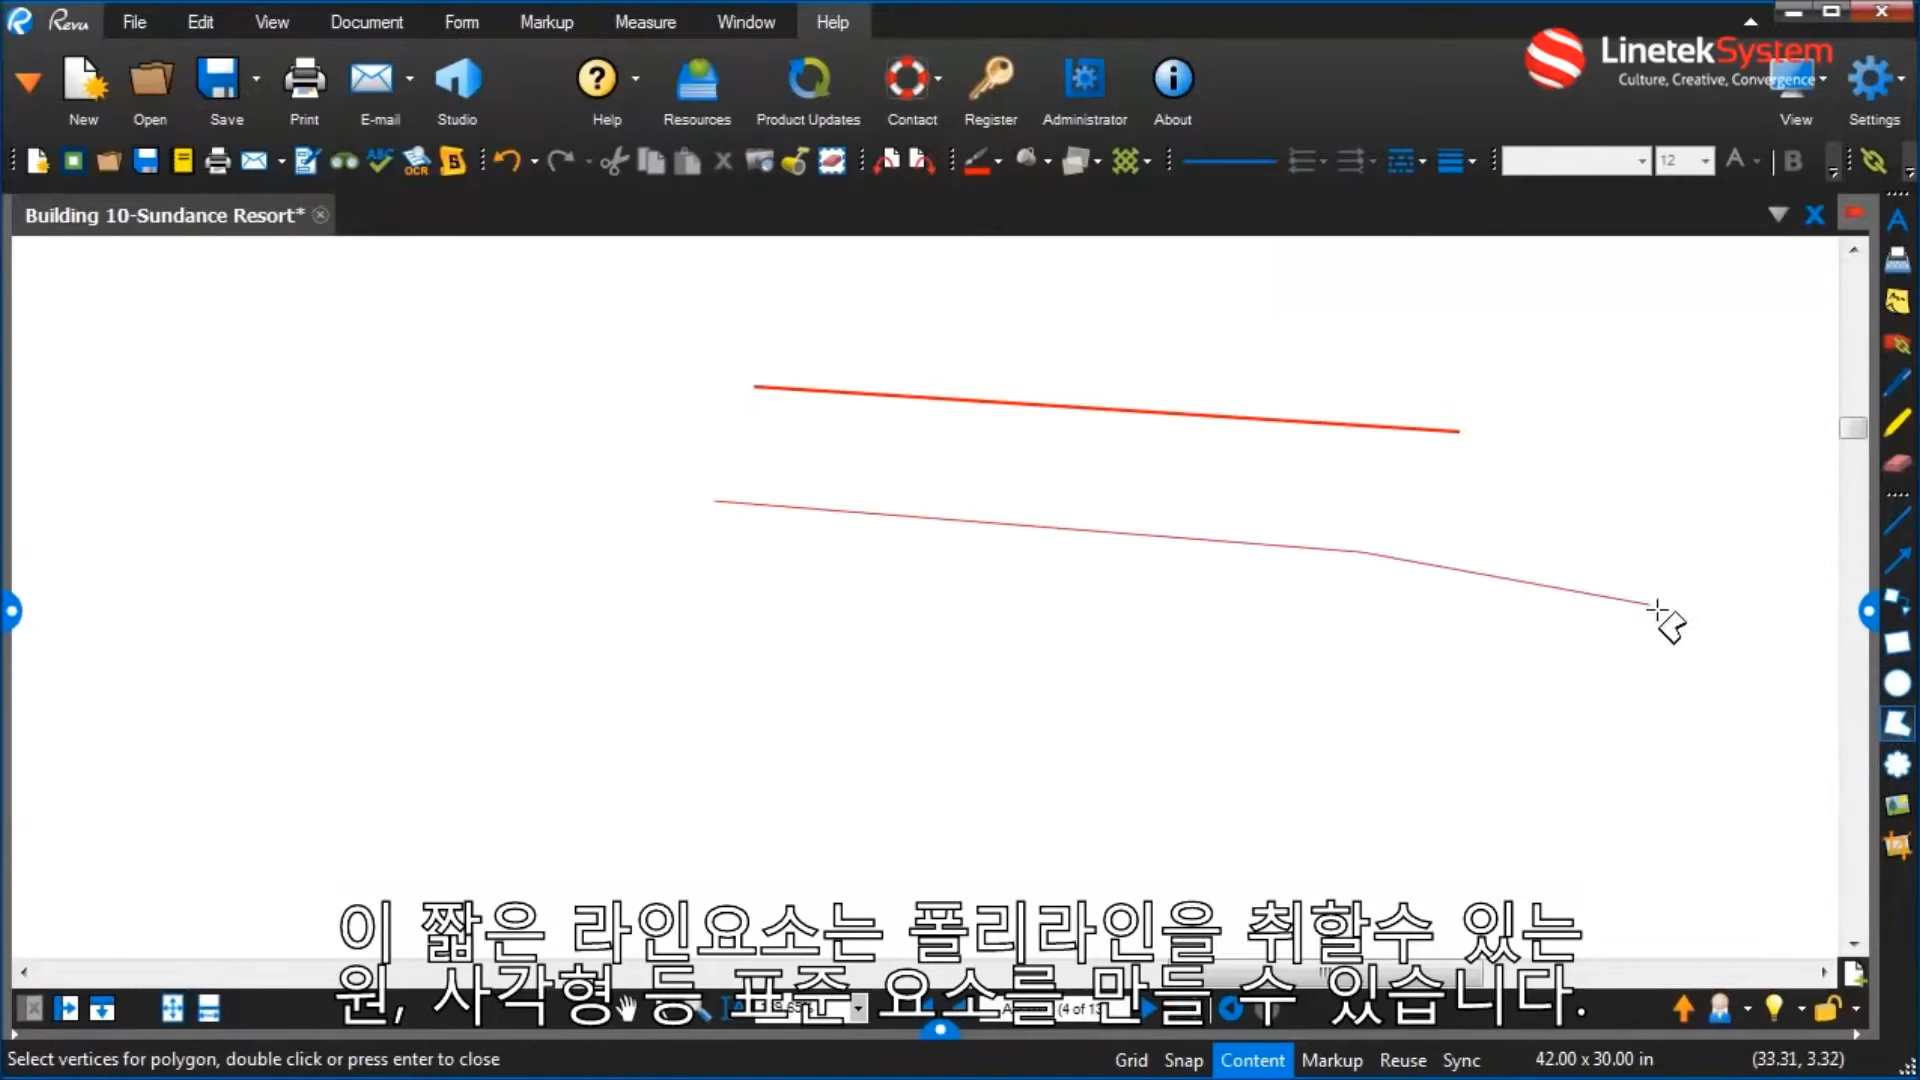 Revu File Edit View Document Form Markup Measure Window Help
LinetekSystem
Culture, Creative, Convergence
New Open Save Print E-mail Studio Help Resources Product Updates Contact Register Administrator About View Settings
OCR 12 A B
Building 10-Sundance Resort*
이 짧은 라인요소는 폴리라인을 취할수 있는
원, 사각형 등 표준 요소를 만들 수 있습니다.
(4 of 13
Select vertices for polygon, double click or press enter to close Grid Snap Content Markup Reuse Sync 42.00 x 30.00 in (33.31, 3.32)